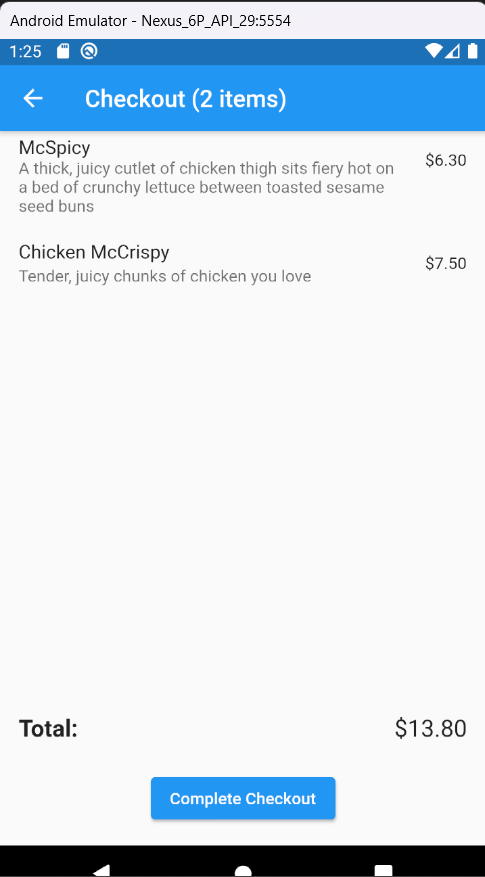 Android Emulator - Nexus_6P_API_29:5554
1:25
Checkout (2 items)
McSpicy
$6.30
A thick, juicy cutlet of chicken thigh sits fiery hot on
a bed of crunchy lettuce between toasted sesame
seed buns
Chicken McCrispy
$7.50
Tender, juicy chunks of chicken you love
Total:
$13.80
Complete Checkout